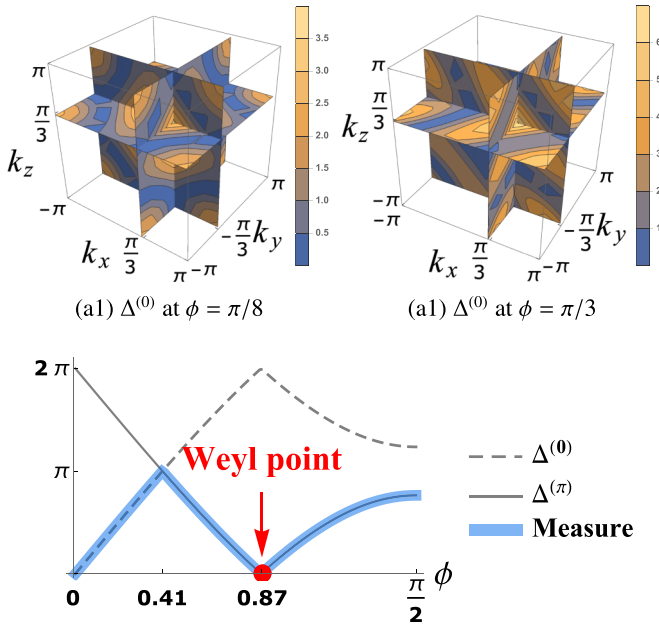 π
π/3
k_z
-π
k_x
π/3
π
-π
-π/3
k_y
π
3.5
3.0
2.5
2.0
1.5
1.0
0.5
(a1) Δ^(0) at ϕ = π/8
π
π/3
k_z
-π
-π
k_x
π/3
π
-π
-π/3
k_y
π
6
5
4
3
2
1
(a1) Δ^(0) at ϕ = π/3
2 π
π
Weyl point
0
0.41
0.87
π/2
ϕ
Δ^(0)
Δ^(π)
Measure